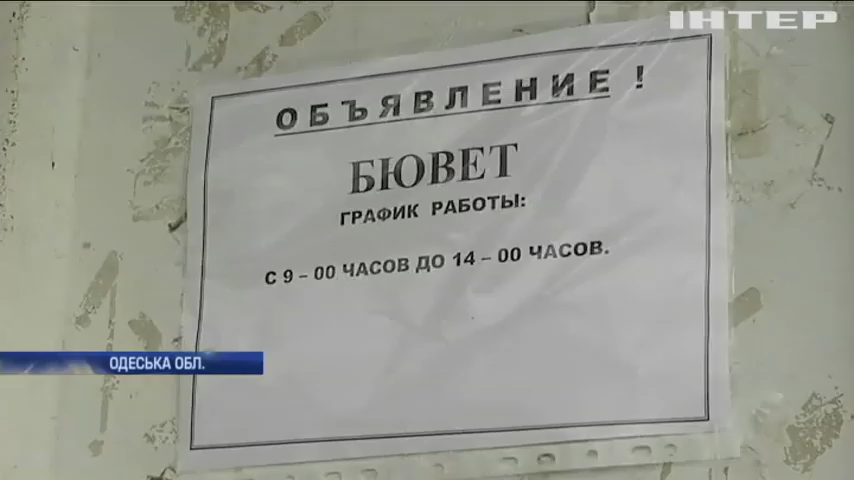 ІНТЕР
ОБЪЯВЛЕНИЕ !
БЮВЕТ
ГРАФИК РАБОТЫ:
С 9 – 00 ЧАСОВ ДО 14 – 00 ЧАСОВ.
ОДЕСЬКА ОБЛ.